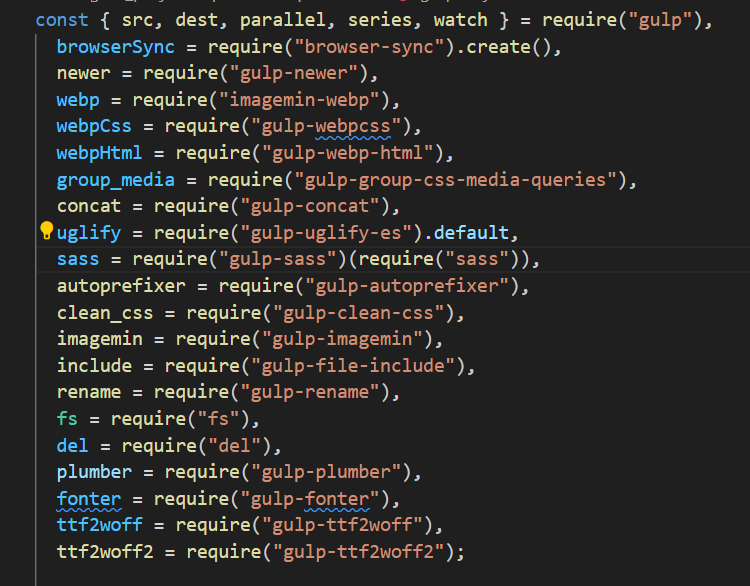 const { src, dest, parallel, series, watch } = require("gulp"),
browserSync = require("browser-sync").create(),
newer = require("gulp-newer"),
webp = require("imagemin-webp"),
webpCss = require("gulp-webpcss"),
webpHtml = require("gulp-webp-html"),
group_media = require("gulp-group-css-media-queries"),
concat = require("gulp-concat"),
uglify = require("gulp-uglify-es").default,
sass = require("gulp-sass")(require("sass")),
autoprefixer = require("gulp-autoprefixer"),
clean_css = require("gulp-clean-css"),
imagemin = require("gulp-imagemin"),
include = require("gulp-file-include"),
rename = require("gulp-rename"),
fs = require("fs"),
del = require("del"),
plumber = require("gulp-plumber"),
fonter = require("gulp-fonter"),
ttf2woff = require("gulp-ttf2woff"),
ttf2woff2 = require("gulp-ttf2woff2");